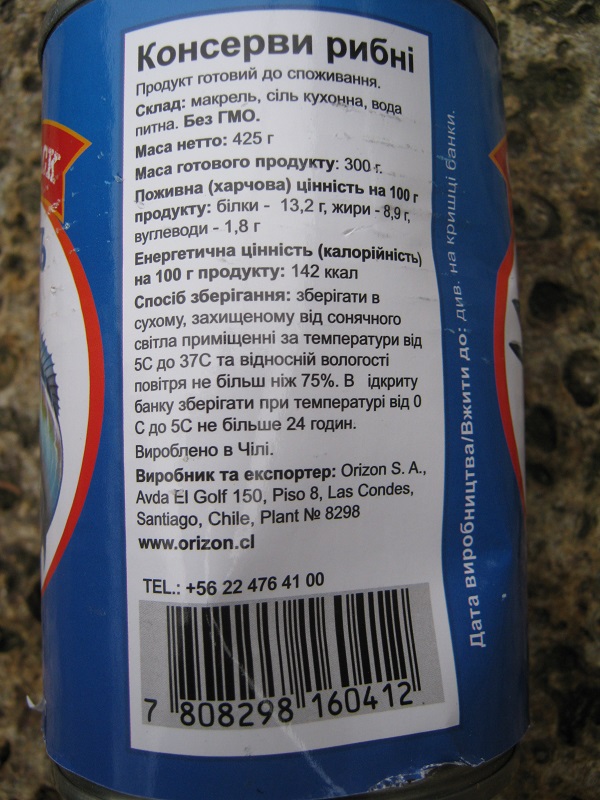 Консерви рибні
Продукт готовий до споживання.
Склад: макрель, сіль кухонна, вода
питна. Без ГМО.
Маса нетто: 425 г
Маса готового продукту: 300 г.
Поживна (харчова) цінність на 100 г
продукту: білки - 13,2 г, жири - 8,9 г,
вуглеводи - 1,8 г
Енергетична цінність (калорійність)
на 100 г продукту: 142 ккал
Спосіб зберігання: зберігати в
сухому, захищеному від сонячного
світла приміщенні за температури від
5С до 37С та відносній вологості
повітря не більш ніж 75%. В ідкриту
банку зберігати при температурі від 0
С до 5С не більше 24 годин.
Вироблено в Чілі.
Виробник та експортер: Orizon S. A.,
Avda El Golf 150, Piso 8, Las Condes,
Santiago, Chile, Plant № 8298
www.orizon.cl
TEL.: +56 22 476 41 00
7 808298 160412
Дата виробництва/Вжити до: див. на кришці банки.